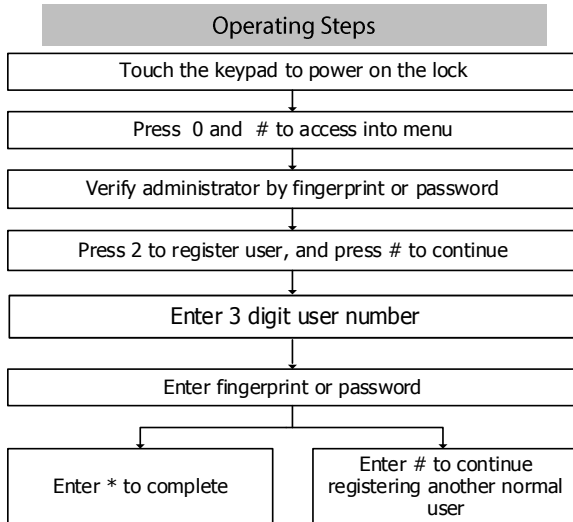 Operating Steps
Touch the keypad to power on the lock
Press 0 and # to access into menu
Verify administrator by fingerprint or password
Press 2 to register user, and press # to continue
Enter 3 digit user number
Enter fingerprint or password
Enter * to complete
Enter # to continue
registering another normal
user